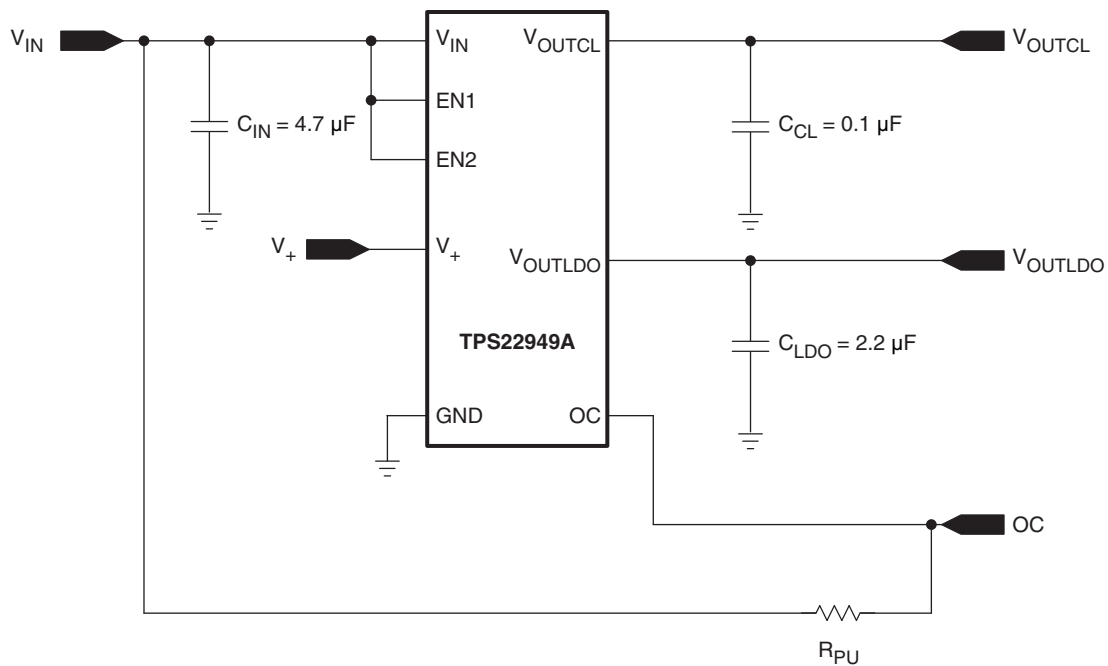 V_IN
V_IN
V_OUTCL
V_OUTCL
EN1
C_IN = 4.7 µF
C_CL = 0.1 µF
EN2
V_+
V_+
V_OUTLDO
V_OUTLDO
TPS22949A
C_LDO = 2.2 µF
GND
OC
OC
R_PU